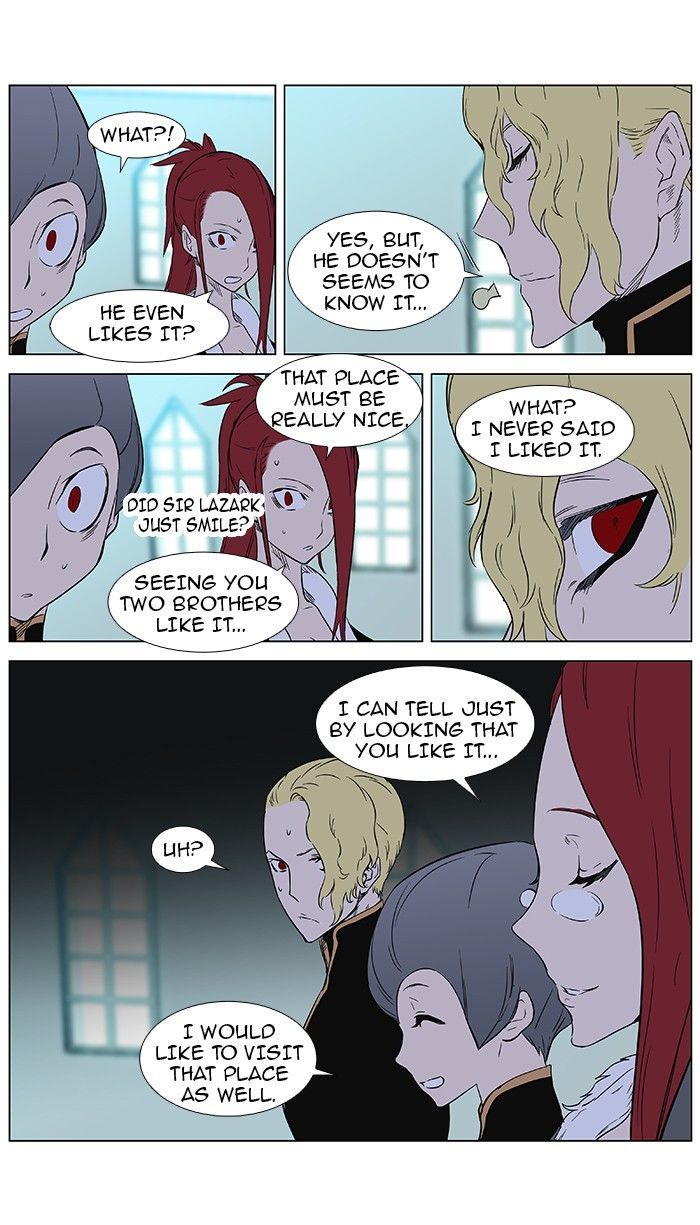 WHAT?!
HE EVEN
LIKES IT?
YES, BUT,
HE DOESN'T
SEEMS TO
KNOW IT...
THAT PLACE
MUST BE
REALLY NICE.
DID SIR LAZARK
JUST SMILE?
SEEING YOU
TWO BROTHERS
LIKE IT...
WHAT?
I NEVER SAID
I LIKED IT.
I CAN TELL JUST
BY LOOKING THAT
YOU LIKE IT...
UH?
I WOULD
LIKE TO VISIT
THAT PLACE
AS WELL.